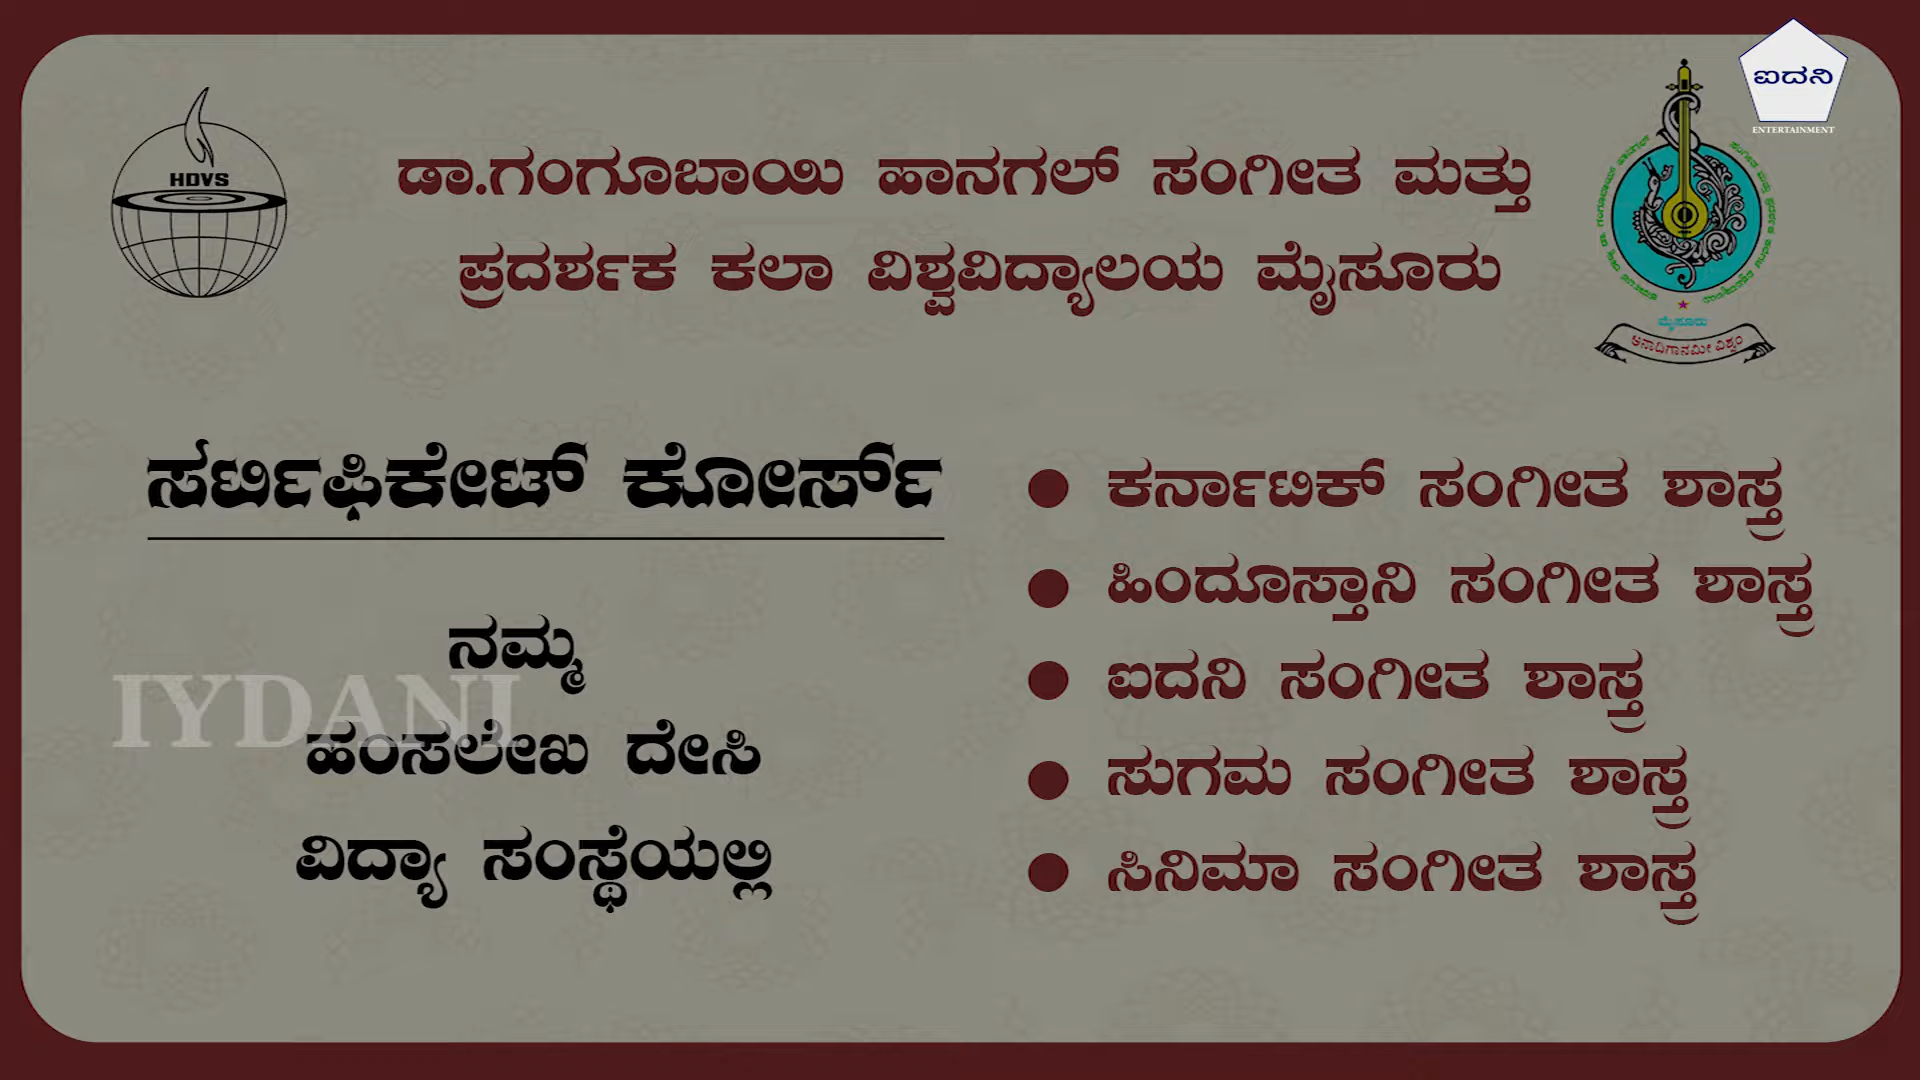 ಐದನಿ
ENTERTAINMENT
HDVS
ಡಾ.ಗಂಗೂಬಾಯಿ ಹಾನಗಲ್ ಸಂಗೀತ ಮತ್ತು
ಪ್ರದರ್ಶಕ ಕಲಾ ವಿಶ್ವವಿದ್ಯಾಲಯ ಮೈಸೂರು
ಮೈಸೂರು
ಸರ್ಟಿಫಿಕೇಟ್ ಕೋರ್ಸ್
ನಮ್ಮ
IYDANI
ಹಂಸಲೇಖ ದೇಸಿ
ವಿದ್ಯಾ ಸಂಸ್ಥೆಯಲ್ಲಿ
● ಕರ್ನಾಟಿಕ್ ಸಂಗೀತ ಶಾಸ್ತ್ರ
● ಹಿಂದೂಸ್ತಾನಿ ಸಂಗೀತ ಶಾಸ್ತ್ರ
● ಐದನಿ ಸಂಗೀತ ಶಾಸ್ತ್ರ
● ಸುಗಮ ಸಂಗೀತ ಶಾಸ್ತ್ರ
● ಸಿನಿಮಾ ಸಂಗೀತ ಶಾಸ್ತ್ರ